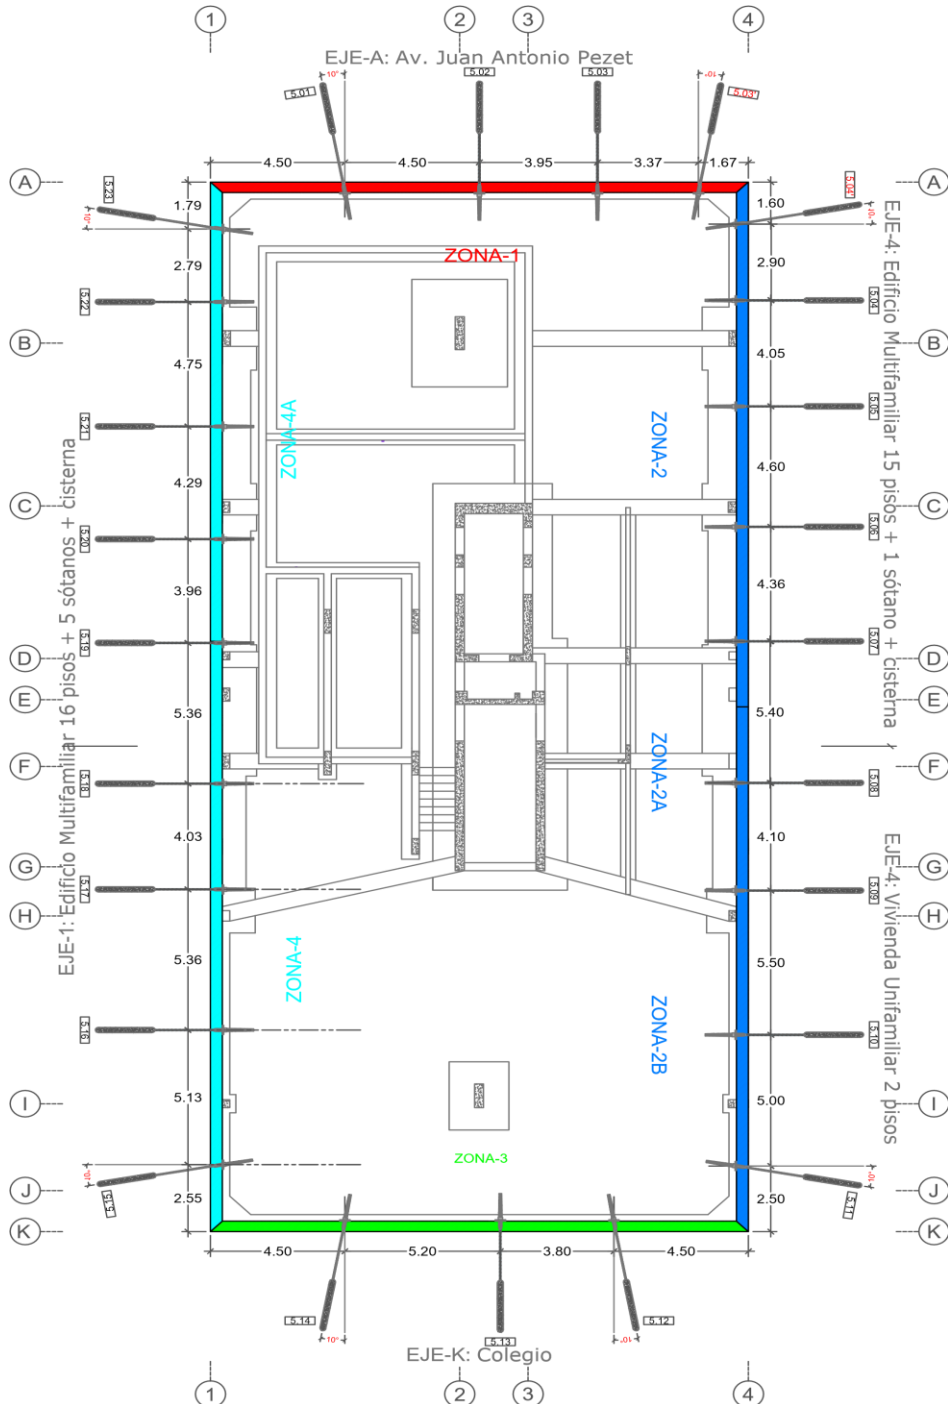 1
2
3
4
EJE-A: Av. Juan Antonio Pezet
5.01
10°
5.02
5.03
10°
5.03'
4.50
4.50
3.95
3.37
1.67
A
A
5.23
10°
1.79
1.60
5.04'
10°
2.79
2.90
ZONA-1
5.22
5.04
B
B
4.75
4.05
5.21
5.05
ZONA-4A
ZONA-2
4.29
4.60
C
C
5.20
5.06
3.96
4.36
5.19
5.07
D
D
E
E
5.36
5.40
EJE-1: Edificio Multifamiliar 16 pisos + 5 sótanos + cisterna
EJE-4: Edificio Multifamiliar 15 pisos + 1 sótano + cisterna
F
F
5.18
5.08
ZONA-2A
4.03
4.10
G
G
5.17
5.09
H
H
5.36
5.50
ZONA-4
ZONA-2B
EJE-4: Vivienda Unifamiliar 2 pisos
5.16
5.10
5.13
5.00
I
I
ZONA-3
10°
10°
5.15
5.11
J
J
2.55
2.50
K
K
4.50
5.20
3.80
4.50
5.14
10°
5.13
10°
5.12
EJE-K: Colegio
1
2
3
4